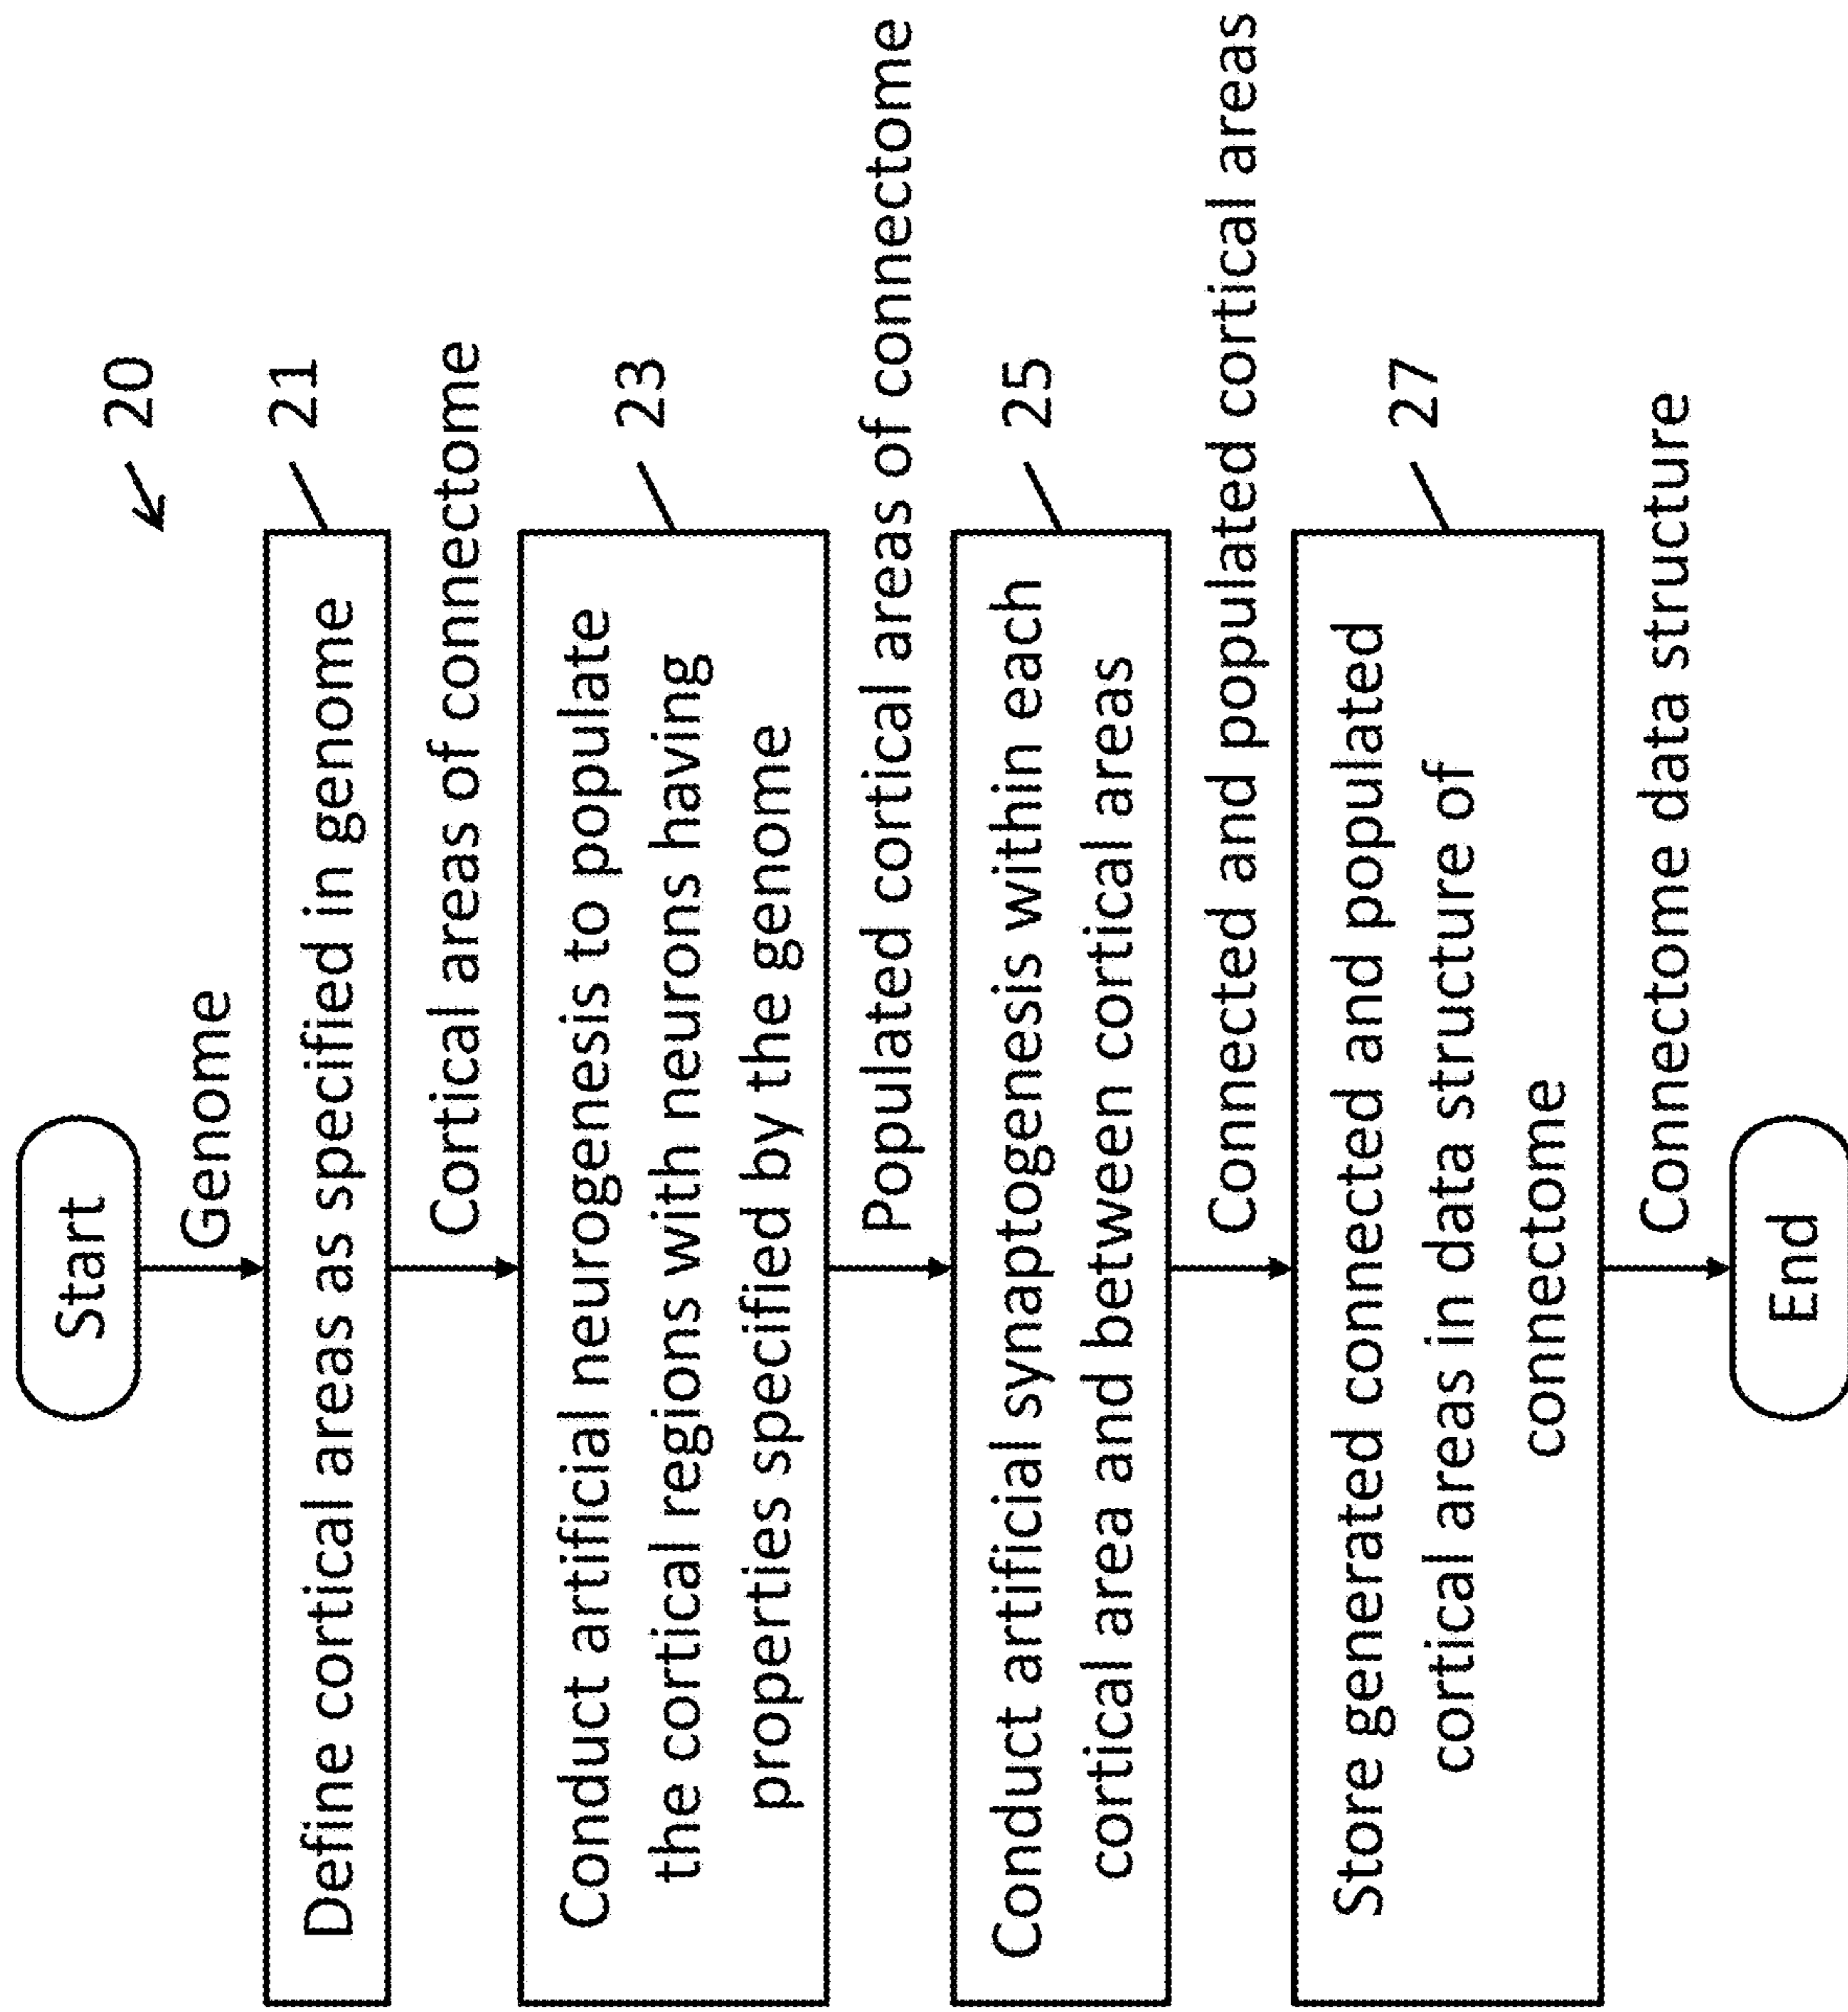 20
Start
Genome
21
Define cortical areas as specified in genome
Cortical areas of connectome
23
Conduct artificial neurogenesis to populate
the cortical regions with neurons having
properties specified by the genome
Populated cortical areas of connectome
25
Conduct artificial synaptogenesis within each
cortical area and between cortical areas
Connected and populated cortical areas
27
Store generated connected and populated
cortical areas in data structure of
connectome
Connectome data structure
End